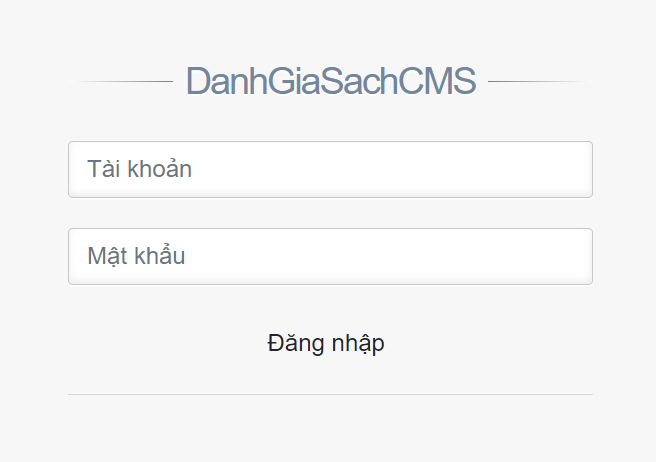 DanhGiaSachCMS
Tài khoản
Mật khẩu
Đăng nhập